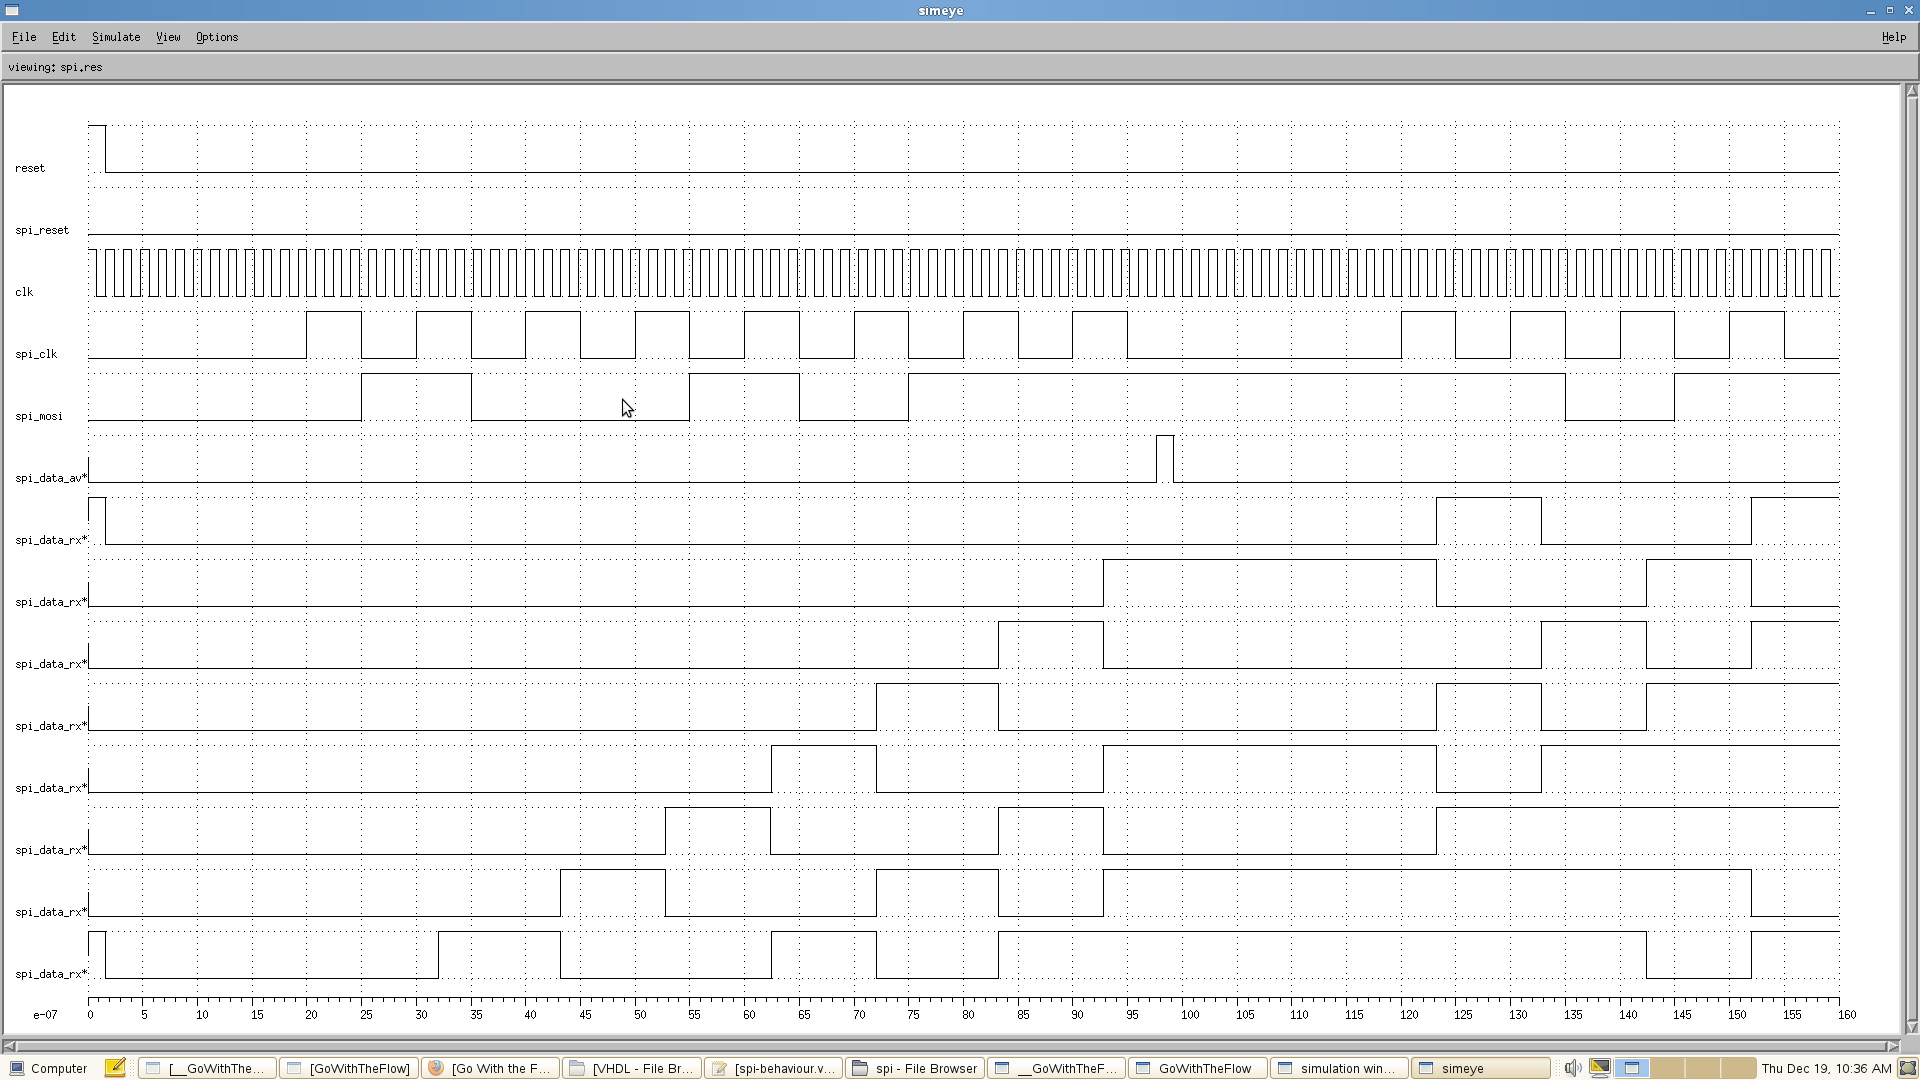 simeye
File Edit Simulate View Options Help
viewing: spi.res
reset
spi_reset
clk
spi_clk
spi_mosi
spi_data_av*
spi_data_rx*
spi_data_rx*
spi_data_rx*
spi_data_rx*
spi_data_rx*
spi_data_rx*
spi_data_rx*
spi_data_rx*
e-07 0 5 10 15 20 25 30 35 40 45 50 55 60 65 70 75 80 85 90 95 100 105 110 115 120 125 130 135 140 145 150 155 160
Computer [__GoWithThe... [GoWithTheFlow] [Go With the F... [VHDL - File Br... [spi-behaviour.v... spi - File Browser __GoWithTheF... GoWithTheFlow simulation win... simeye Thu Dec 19, 10:36 AM